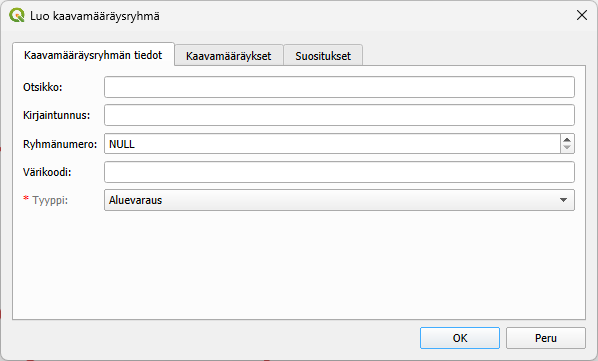 Luo kaavamääräysryhmä
Kaavamääräysryhmän tiedot Kaavamääräykset Suositukset
Otsikko:
Kirjaintunnus:
Ryhmänumero: NULL
Värikoodi:
* Tyyppi: Aluevaraus
OK Peru